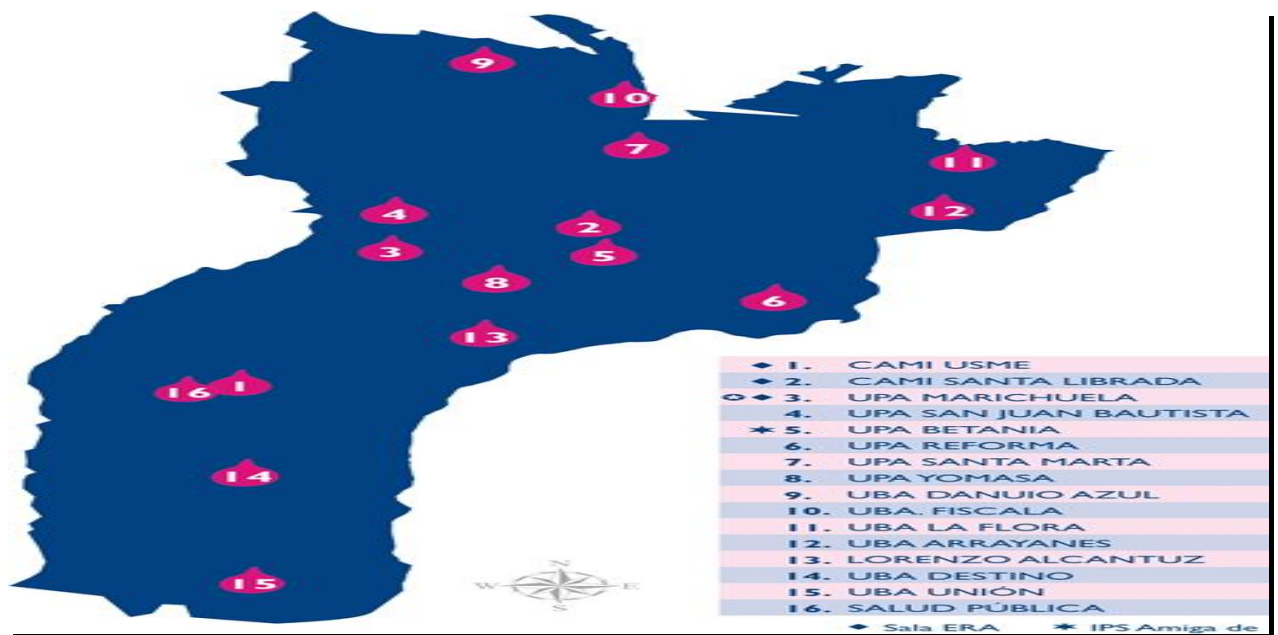 9
10
7
11
4
12
2
3
5
8
6
13
16 1
14
15
N
W E
S
◆ 1. CAMI USME
◆ 2. CAMI SANTA LIBRADA
✪◆ 3. UPA MARICHUELA
4. UPA SAN JUAN BAUTISTA
✶ 5. UPA BETANIA
6. UPA REFORMA
7. UPA SANTA MARTA
8. UPA YOMASA
9. UBA DANUIO AZUL
10. UBA. FISCALA
11. UBA LA FLORA
12. UBA ARRAYANES
13. LORENZO ALCANTUZ
14. UBA DESTINO
15. UBA UNIÓN
16. SALUD PÚBLICA
◆ Sala ERA ✶ IPS Amiga de